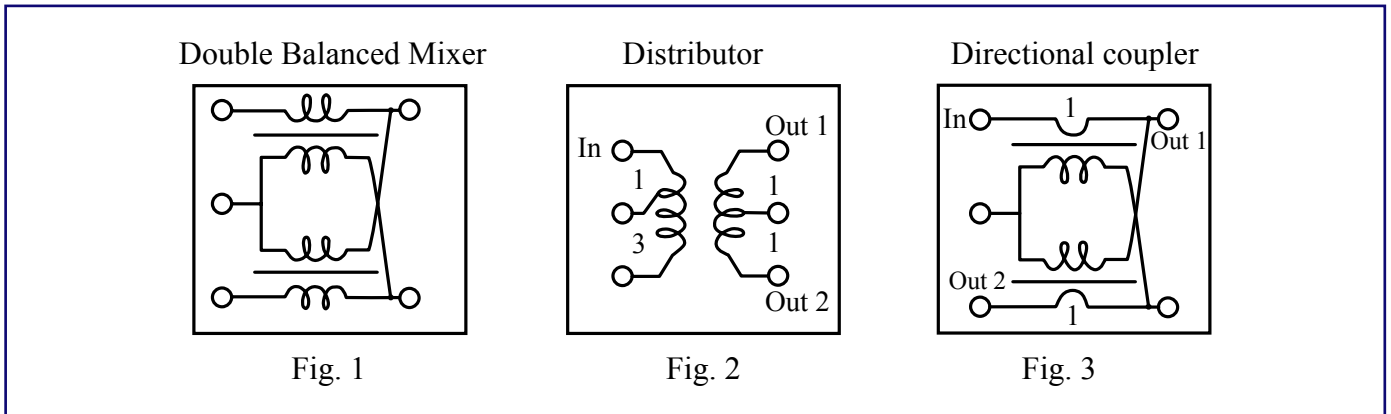 Double Balanced Mixer
Fig. 1
Distributor
In
Out 1
1
1
3
1
Out 2
Fig. 2
Directional coupler
In
1
Out 1
Out 2
1
Fig. 3